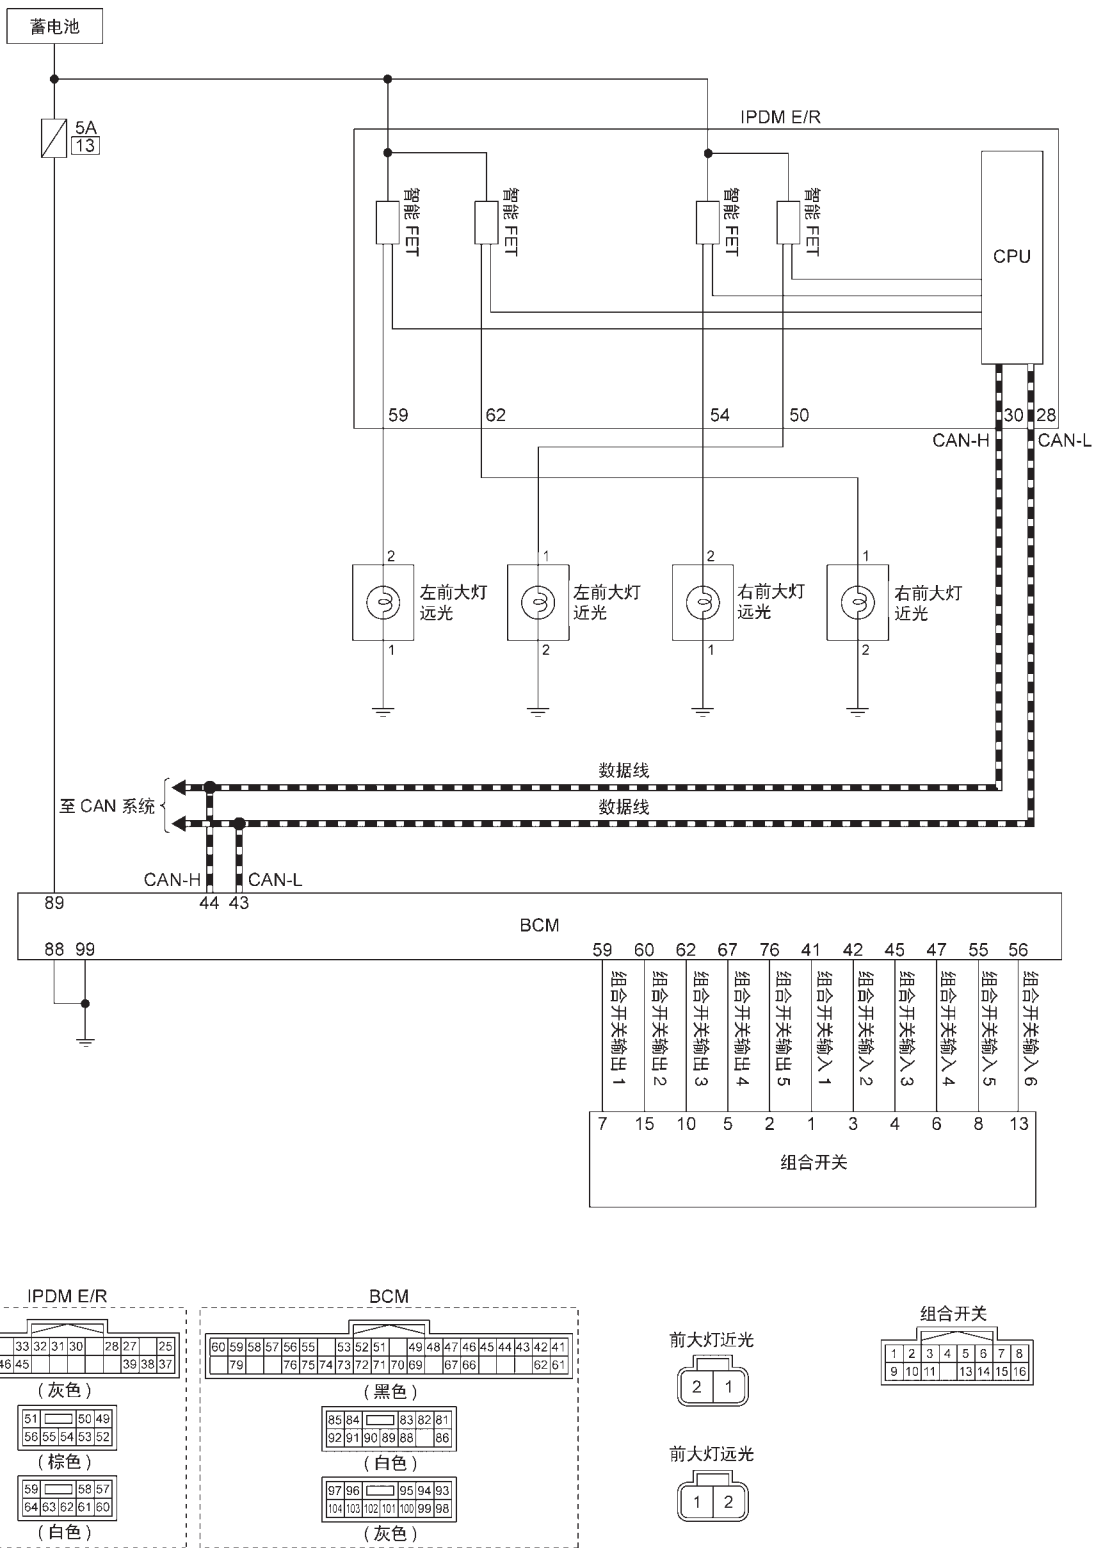 蓄电池
5A
13
IPDM E/R
智能 FET
智能 FET
智能 FET
智能 FET
CPU
59
62
54
50
30
28
CAN-H
CAN-L
2
1
2
1
左前大灯
远光
左前大灯
近光
右前大灯
远光
右前大灯
近光
1
2
1
2
数据线
至 CAN 系统
数据线
CAN-H
CAN-L
89
44
43
BCM
88
99
59
60
62
67
76
41
42
45
47
55
56
组合开关输出 1
组合开关输出 2
组合开关输出 3
组合开关输出 4
组合开关输出 5
组合开关输入 1
组合开关输入 2
组合开关输入 3
组合开关输入 4
组合开关输入 5
组合开关输入 6
7
15
10
5
2
1
3
4
6
8
13
组合开关
IPDM E/R
33 32 31 30 28 27 25
46 45 39 38 37
(灰色)
51 50 49
56 55 54 53 52
(棕色)
59 58 57
64 63 62 61 60
(白色)
BCM
60 59 58 57 56 55 53 52 51 49 48 47 46 45 44 43 42 41
79 76 75 74 73 72 71 70 69 67 66 62 61
(黑色)
85 84 83 82 81
92 91 90 89 88 86
(白色)
97 96 95 94 93
104 103 102 101 100 99 98
(灰色)
前大灯近光
2 1
前大灯远光
1 2
组合开关
1 2 3 4 5 6 7 8
9 10 11 13 14 15 16